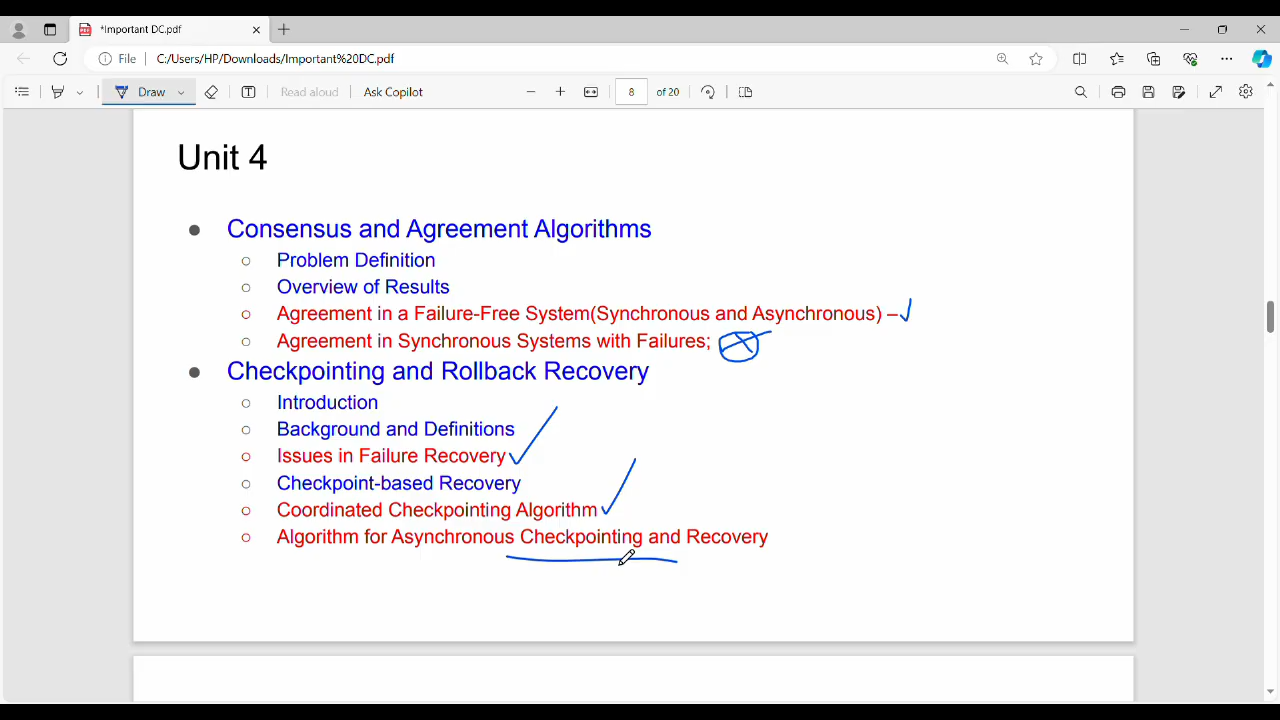 *Important DC.pdf
File C:/Users/HP/Downloads/Important%20DC.pdf
Draw Read aloud Ask Copilot 8 of 20
Unit 4
● Consensus and Agreement Algorithms
○ Problem Definition
○ Overview of Results
○ Agreement in a Failure-Free System(Synchronous and Asynchronous) –
○ Agreement in Synchronous Systems with Failures;
● Checkpointing and Rollback Recovery
○ Introduction
○ Background and Definitions
○ Issues in Failure Recovery
○ Checkpoint-based Recovery
○ Coordinated Checkpointing Algorithm
○ Algorithm for Asynchronous Checkpointing and Recovery